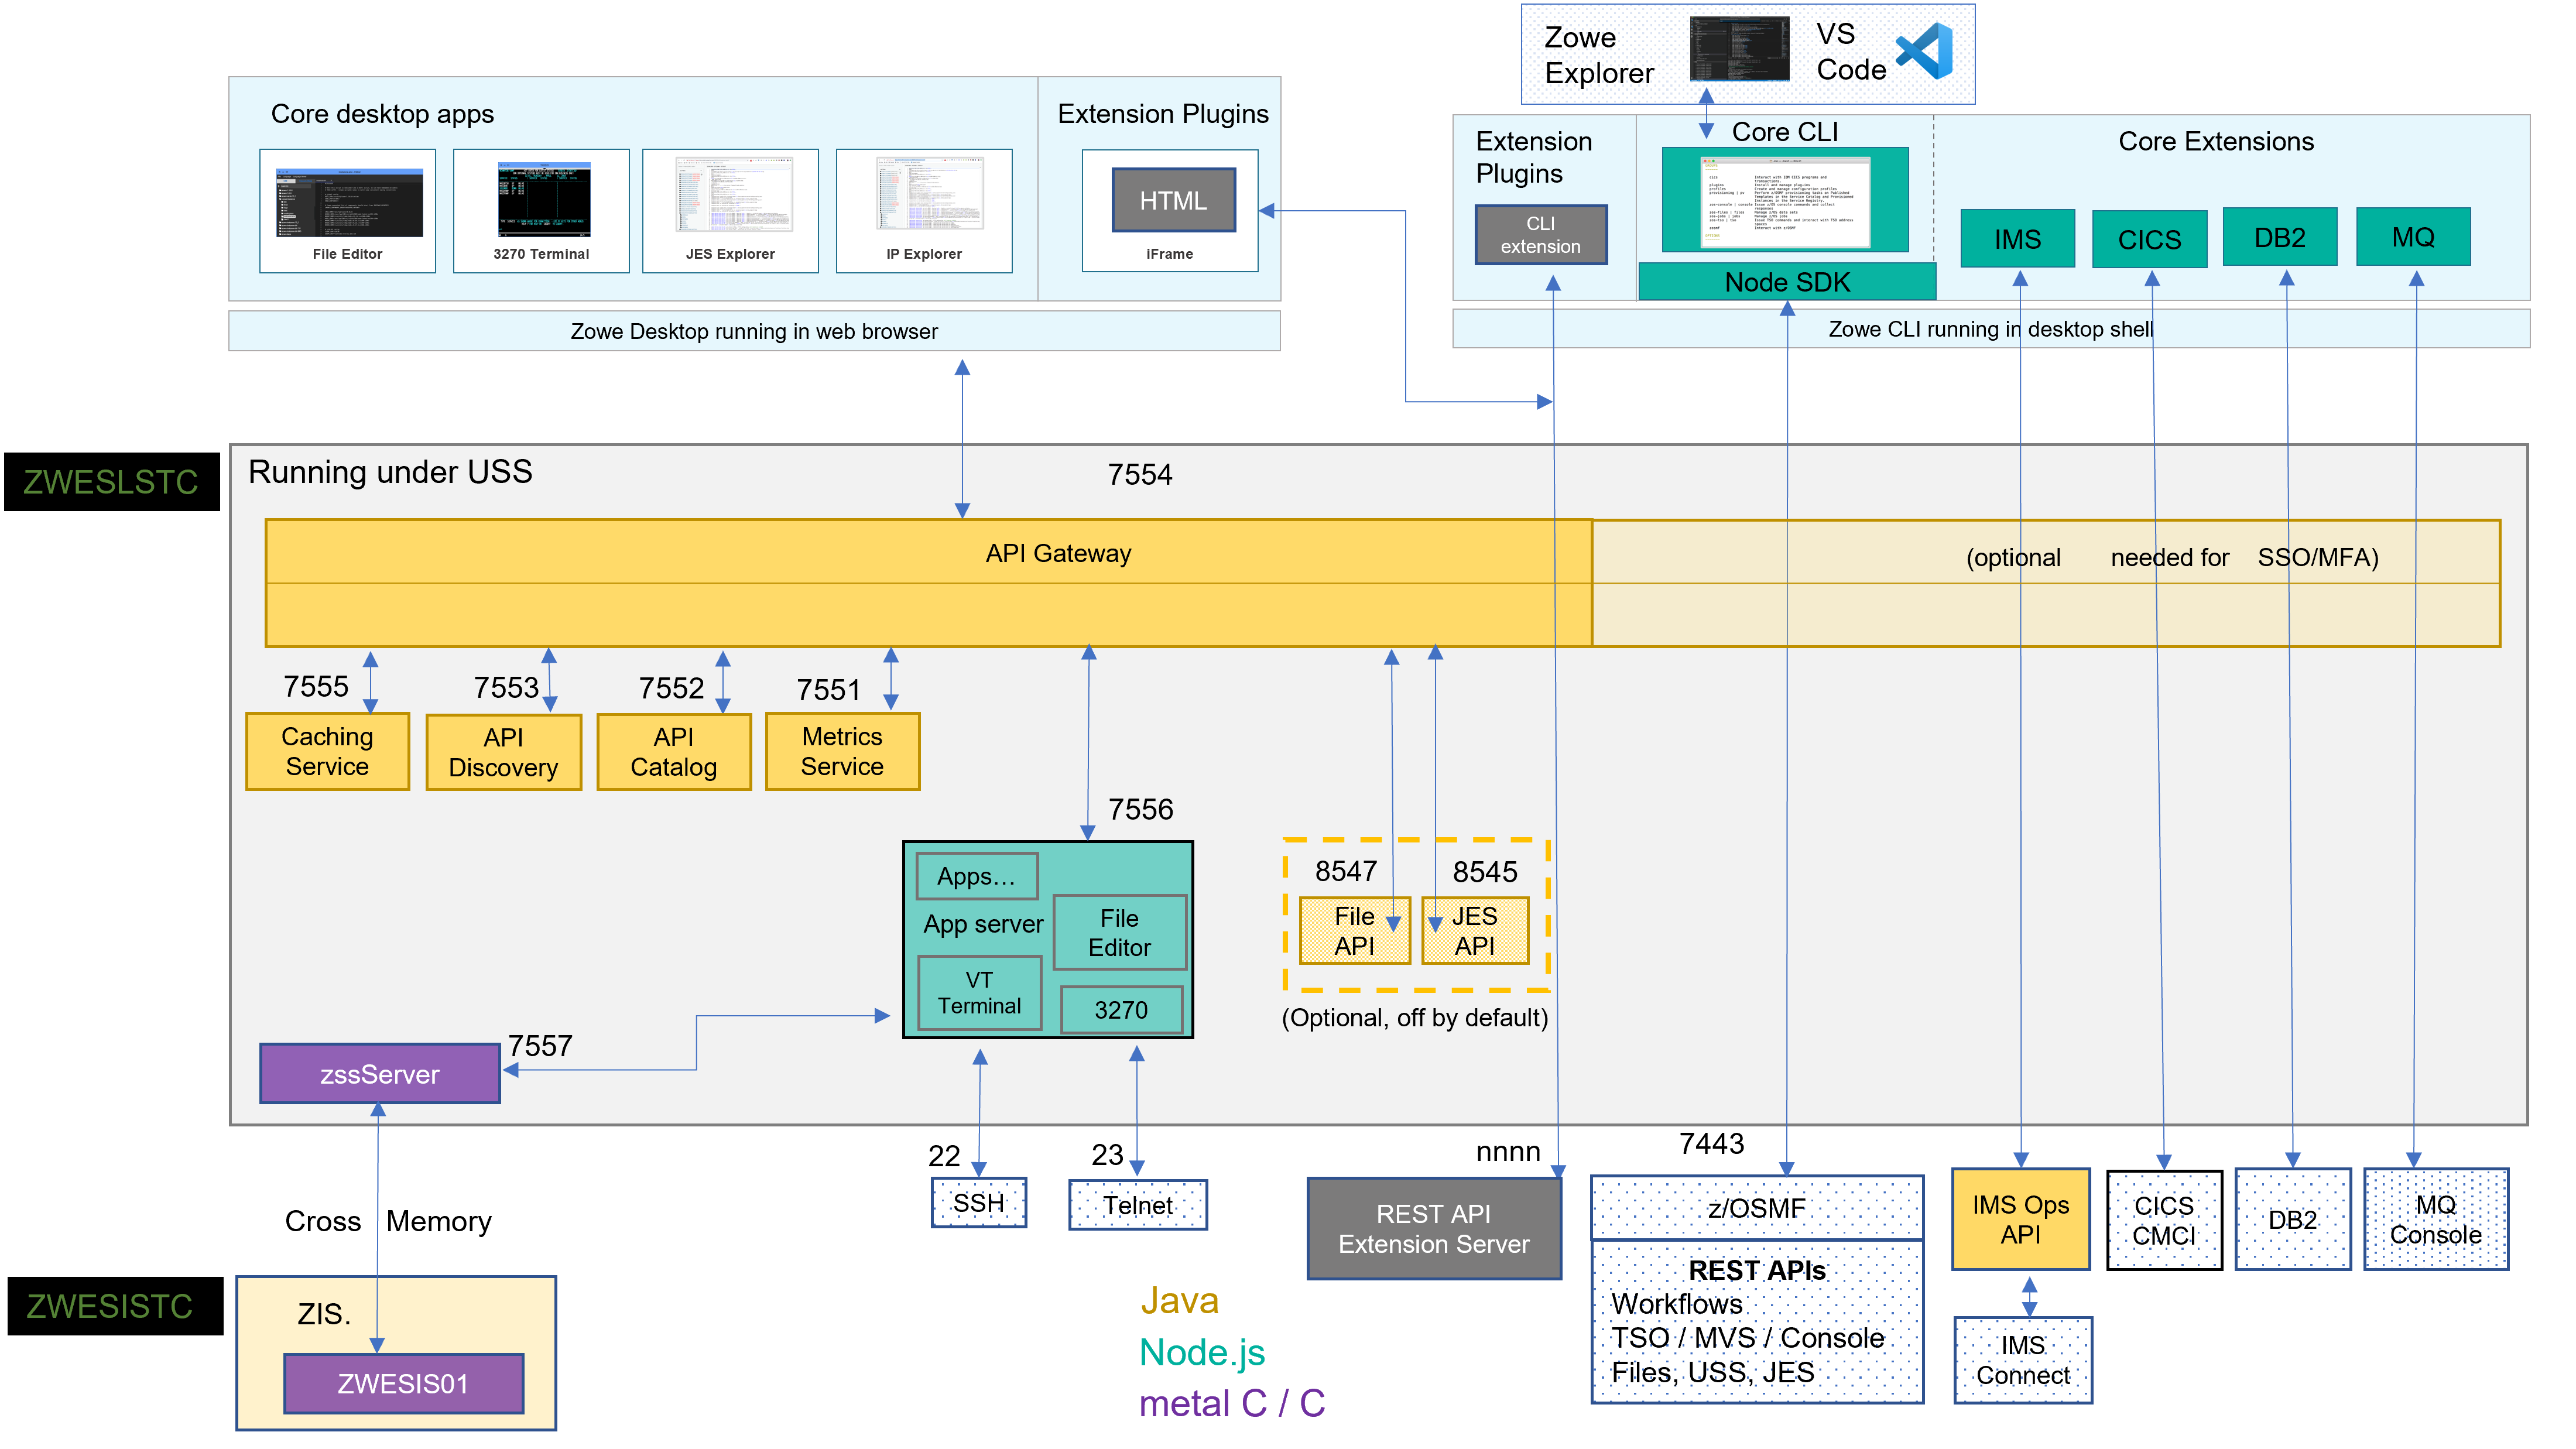 Zowe
Explorer
VS
Code
Core desktop apps
Extension Plugins
File Editor
3270 Terminal
JES Explorer
IP Explorer
HTML
iFrame
Zowe Desktop running in web browser
Extension
Plugins
CLI
extension
Core CLI
Node SDK
Core Extensions
IMS
CICS
DB2
MQ
Zowe CLI running in desktop shell
ZWESLSTC
Running under USS
7554
API Gateway
(optional needed for SSO/MFA)
7555
7553
7552
7551
Caching
Service
API
Discovery
API
Catalog
Metrics
Service
7556
Apps...
App server
File
Editor
VT
Terminal
3270
8547
8545
File
API
JES
API
(Optional, off by default)
7557
zssServer
22
23
nnnn
7443
SSH
Telnet
REST API
Extension Server
z/OSMF
REST APIs
Workflows
TSO / MVS / Console
Files, USS, JES
IMS Ops
API
CICS
CMCI
DB2
MQ
Console
IMS
Connect
Cross Memory
ZWESISTC
ZIS.
ZWESIS01
Java
Node.js
metal C / C